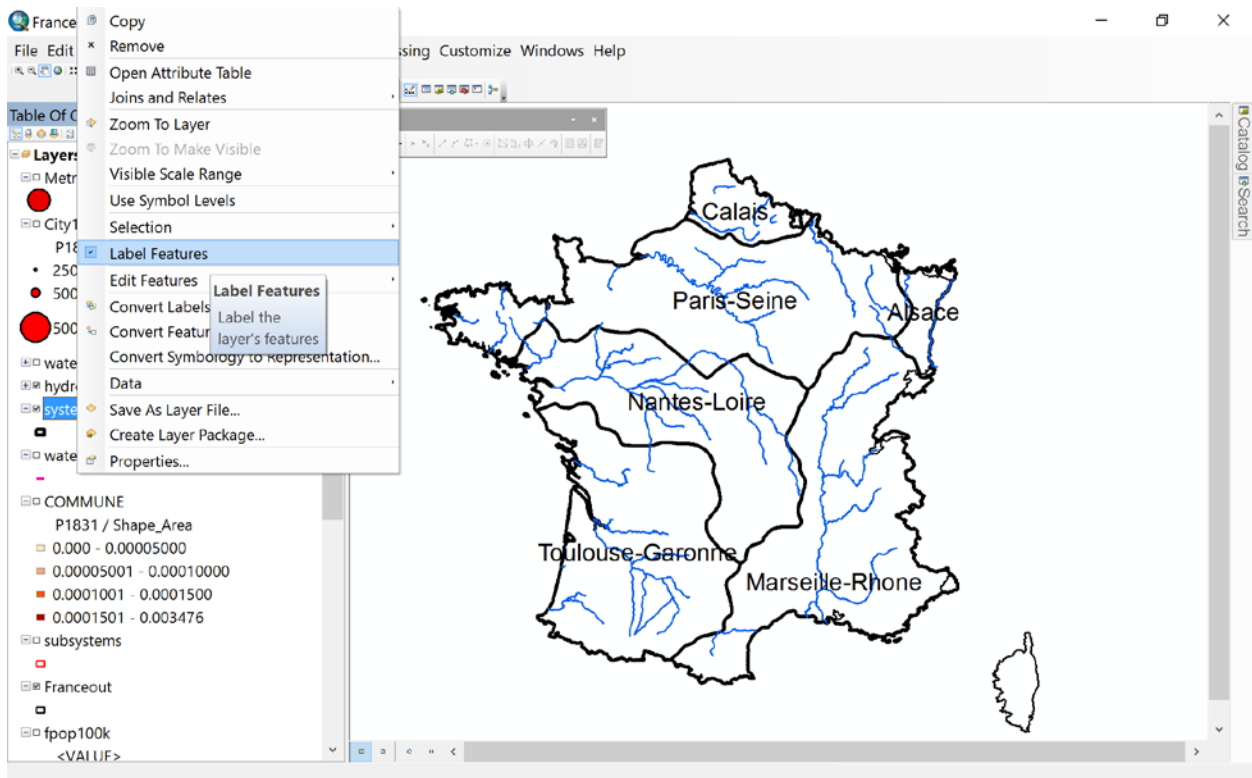 France
File Edit
ssing Customize Windows Help
Copy
Remove
Open Attribute Table
Joins and Relates
Zoom To Layer
Zoom To Make Visible
Visible Scale Range
Use Symbol Levels
Selection
Label Features
Edit Features
Convert Labels
Convert Featur
Convert Symbology to Representation...
Data
Save As Layer File...
Create Layer Package...
Properties...
Label Features
Label the
layer's features
Table Of C
Layers
Metr
City1
P18
250
500
500
wate
hydr
syste
wate
COMMUNE
P1831 / Shape_Area
0.000 - 0.00005000
0.00005001 - 0.00010000
0.0001001 - 0.0001500
0.0001501 - 0.003476
subsystems
Franceout
fpop100k
<VALUE>
Calais
Paris-Seine
Alsace
Nantes-Loire
Toulouse-Garonne
Marseille-Rhone
Catalog
Search